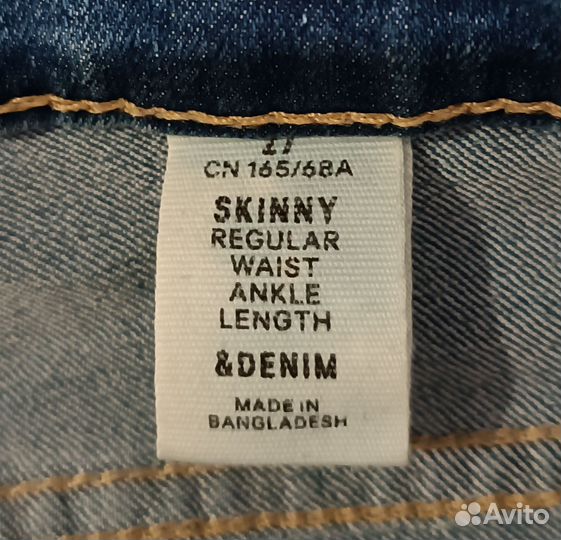 CN 165/68A
SKINNY
REGULAR
WAIST
ANKLE
LENGTH
&DENIM
MADE IN
BANGLADESH
Avito